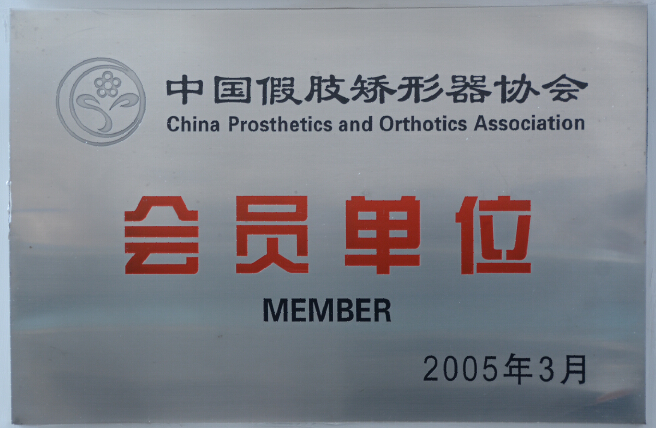 中国假肢矫形器协会
China Prosthetics and Orthotics Association
会员单位
MEMBER
2005年3月